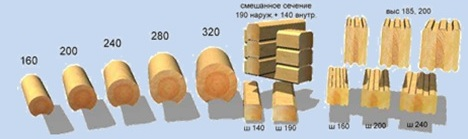 160
200
240
280
320
смешанное сечение
190 наруж.+ 140 внутр.
выс 185, 200
ш 140
ш 190
ш 160
ш 200
ш 240